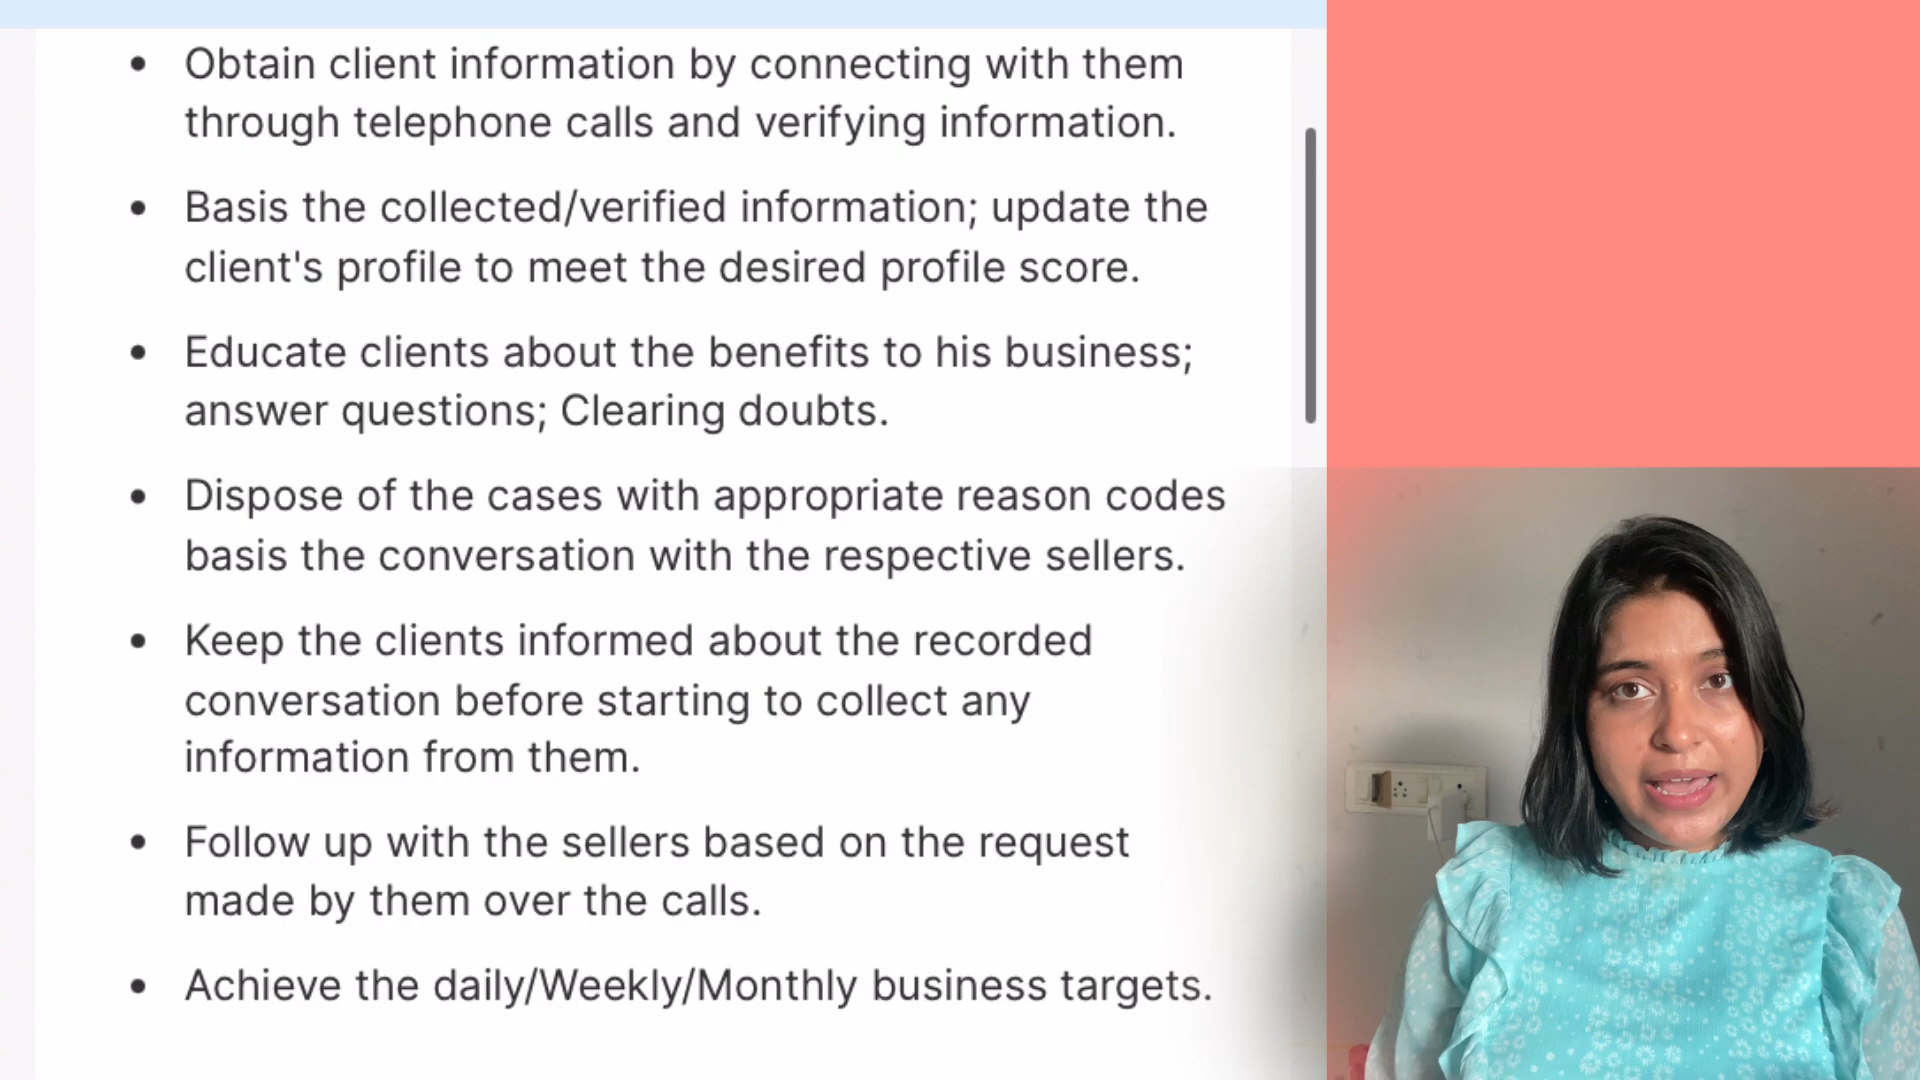 Obtain client information by connecting with them
through telephone calls and verifying information.
Basis the collected/verified information; update the
client's profile to meet the desired profile score.
Educate clients about the benefits to his business;
answer questions; Clearing doubts.
Dispose of the cases with appropriate reason codes
basis the conversation with the respective sellers.
Keep the clients informed about the recorded
conversation before starting to collect any
information from them.
Follow up with the sellers based on the request
made by them over the calls.
Achieve the daily/Weekly/Monthly business targets.